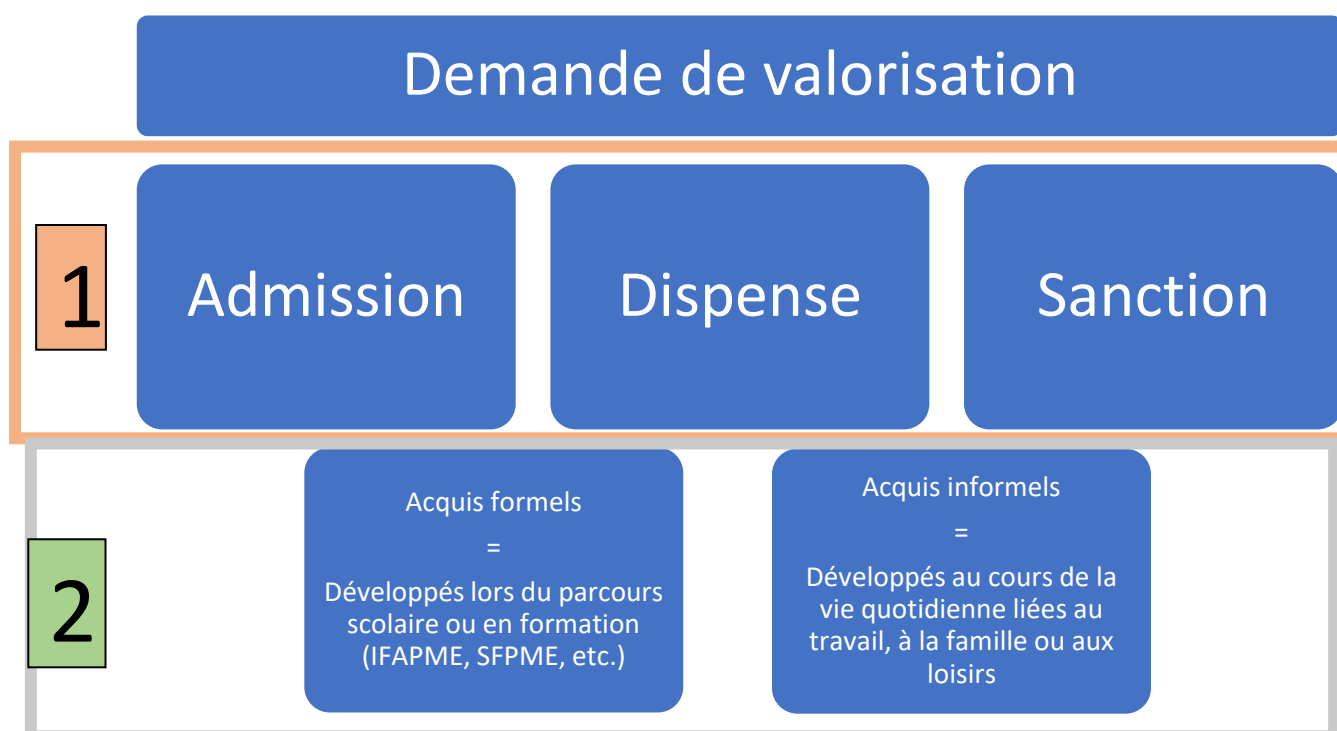 Demande de valorisation
1
Admission
Dispense
Sanction
2
Acquis formels
=
Développés lors du parcours
scolaire ou en formation
(IFAPME, SFPME, etc.)
Acquis informels
=
Développés au cours de la
vie quotidienne liées au
travail, à la famille ou aux
loisirs